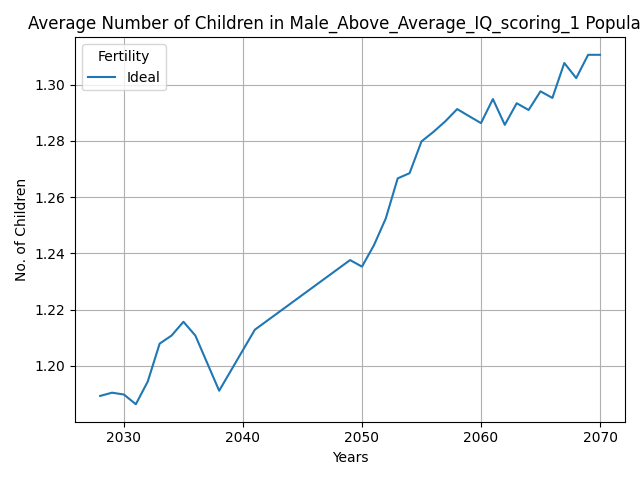 Average Number of Children in Male_Above_Average_IQ_scoring_1 Popula
Fertility
Ideal
1.30
1.28
1.26
1.24
1.22
1.20
No. of Children
2030 2040 2050 2060 2070
Years